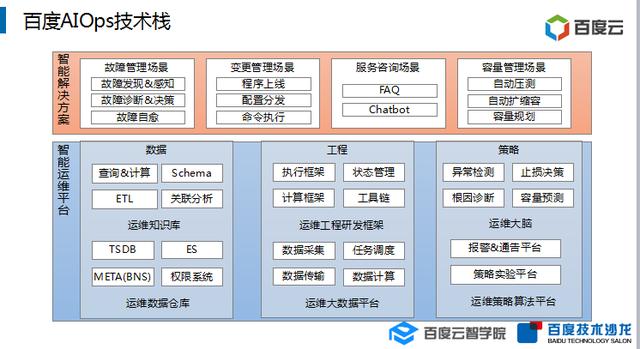 百度AIOps技术栈
百度云
智能解决方案
故障管理场景
故障发现&感知
故障诊断&决策
故障自愈
变更管理场景
程序上线
配置分发
命令执行
服务咨询场景
FAQ
Chatbot
容量管理场景
自动压测
自动扩缩容
容量规划
智能运维平台
数据
查询&计算
Schema
ETL
关联分析
运维知识库
TSDB
ES
META(BNS)
权限系统
运维数据仓库
工程
执行框架
状态管理
计算框架
工具链
运维工程研发框架
数据采集
任务调度
数据传输
数据计算
运维大数据平台
策略
异常检测
止损决策
根因诊断
容量预测
运维大脑
报警&通告平台
策略实验平台
运维策略算法平台
百度云智学院
百度技术沙龙
BAIDU TECHNOLOGY SALON